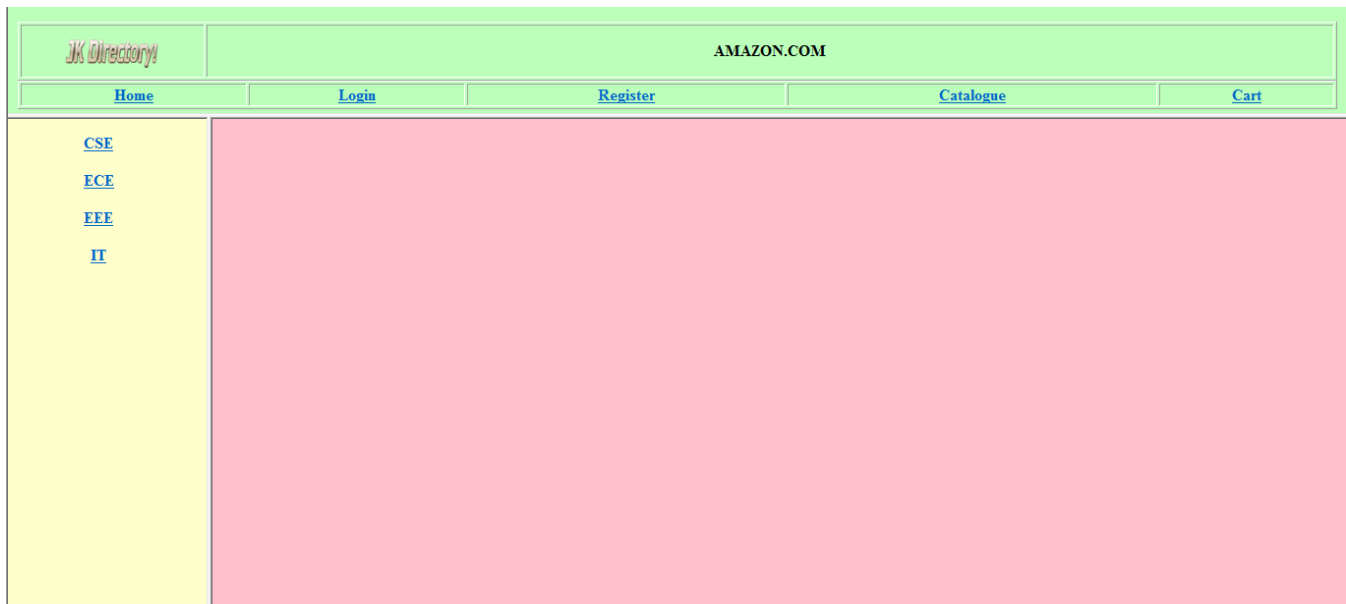 JK Directory!
AMAZON.COM
Home Login Register Catalogue Cart
CSE
ECE
EEE
IT